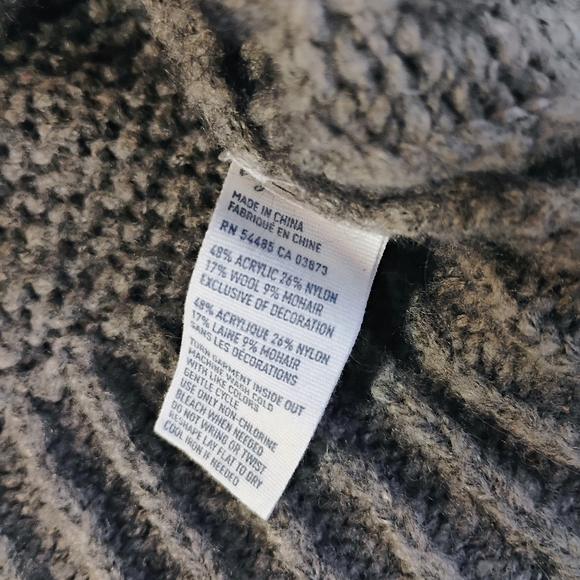 MADE IN CHINA
FABRIQUE EN CHINE
RN 54485 CA 03873
48% ACRYLIC 26% NYLON
17% WOOL 9% MOHAIR
EXCLUSIVE OF DECORATION
48% ACRYLIQUE 26% NYLON
17% LAINE 9% MOHAIR
SANS LES DÉCORATIONS
TURN GARMENT INSIDE OUT
MACHINE WASH COLD
WITH LIKE COLORS
GENTLE CYCLE
USE ONLY NON-CHLORINE
BLEACH WHEN NEEDED
DO NOT WRING OR TWIST
RESHAPE LAY FLAT TO DRY
COOL IRON IF NEEDED